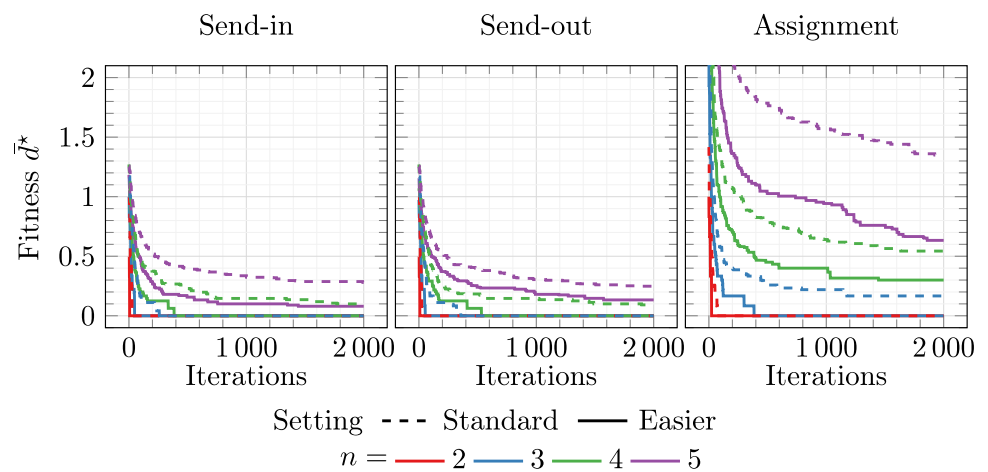 Send-in Send-out Assignment
2
1.5
1
0.5
0
Fitness d̄⋆
0 1 000 2 000 0 1 000 2 000 0 1 000 2 000
Iterations Iterations Iterations
Setting Standard Easier
n = 2 3 4 5